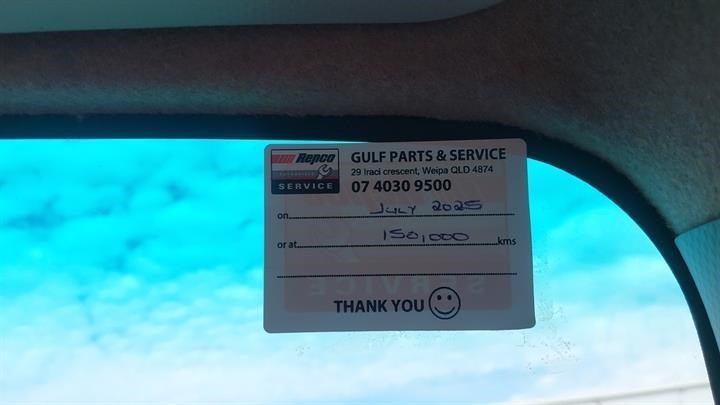 Repco
AUTHORISED
SERVICE
GULF PARTS & SERVICE
29 Iraci crescent, Weipa QLD 4874
07 4030 9500
on JULY 2025
or at 150,000 kms
THANK YOU